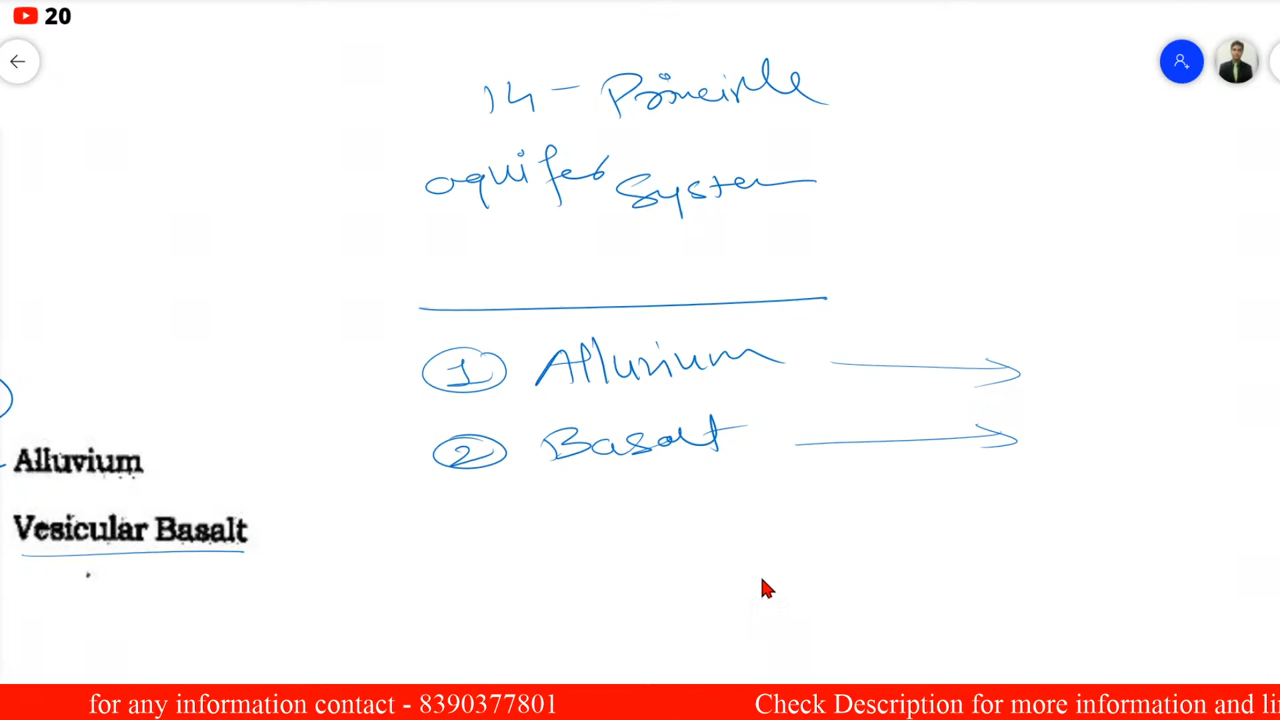 20
14 - Principle
aquifer System
1 Alluvium
2 Basalt
Alluvium
Vesicular Basalt
for any information contact - 8390377801
Check Description for more information and li